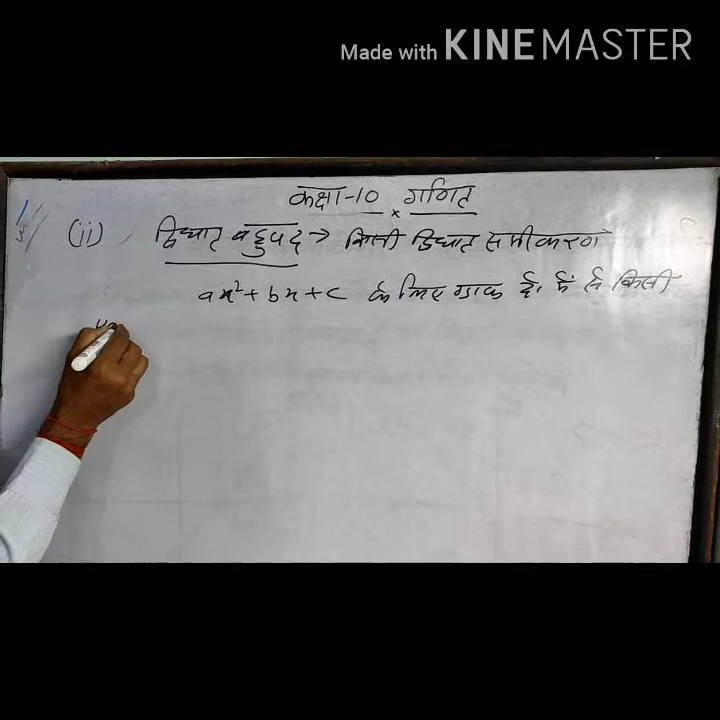 Made with KINEMASTER
कक्षा-10 गणित
(ii) द्विघात बहुपद → किसी द्विघात समीकरण
ax²+bx+c के लिए ग्राफ के, में से किसी